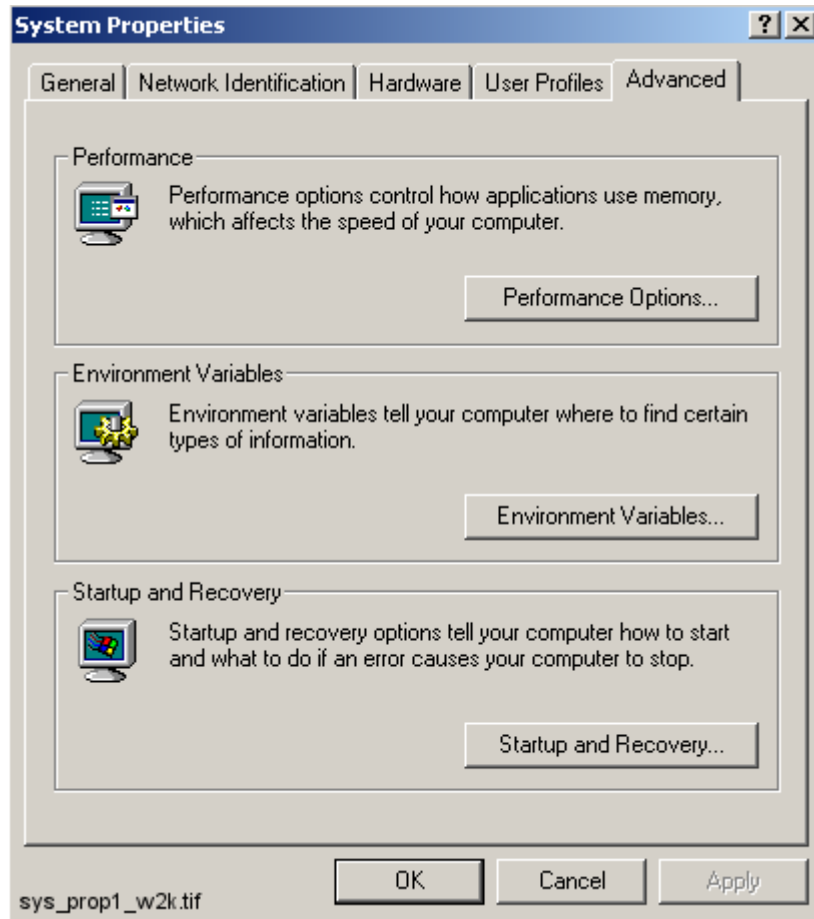 System Properties
General
Network Identification
Hardware
User Profiles
Advanced
Performance
Performance options control how applications use memory,
which affects the speed of your computer.
Performance Options...
Environment Variables
Environment variables tell your computer where to find certain
types of information.
Environment Variables...
Startup and Recovery
Startup and recovery options tell your computer how to start
and what to do if an error causes your computer to stop.
Startup and Recovery...
OK
Cancel
Apply
sys_prop1_w2k.tif